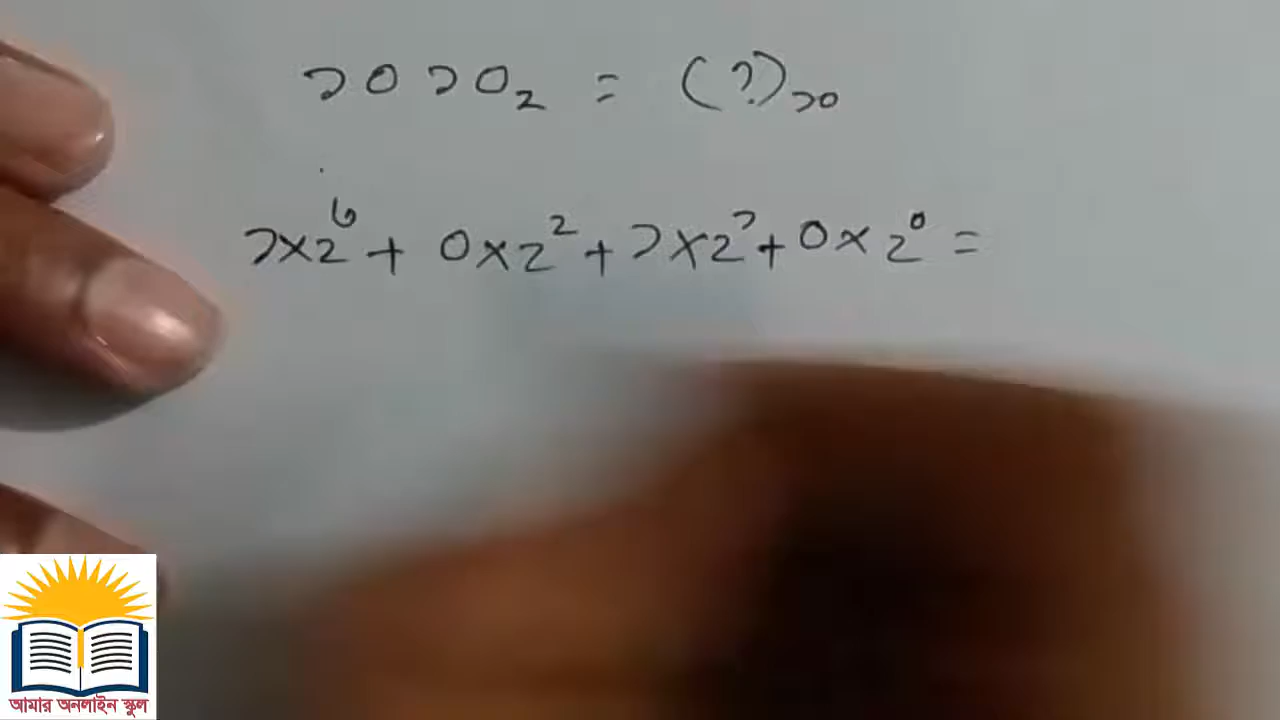 ১০১০₂ = (?)₁₀
১×২^৩ + ০×২^২ + ১×২^১ + ০×২^০ =
আমার অনলাইন স্কুল